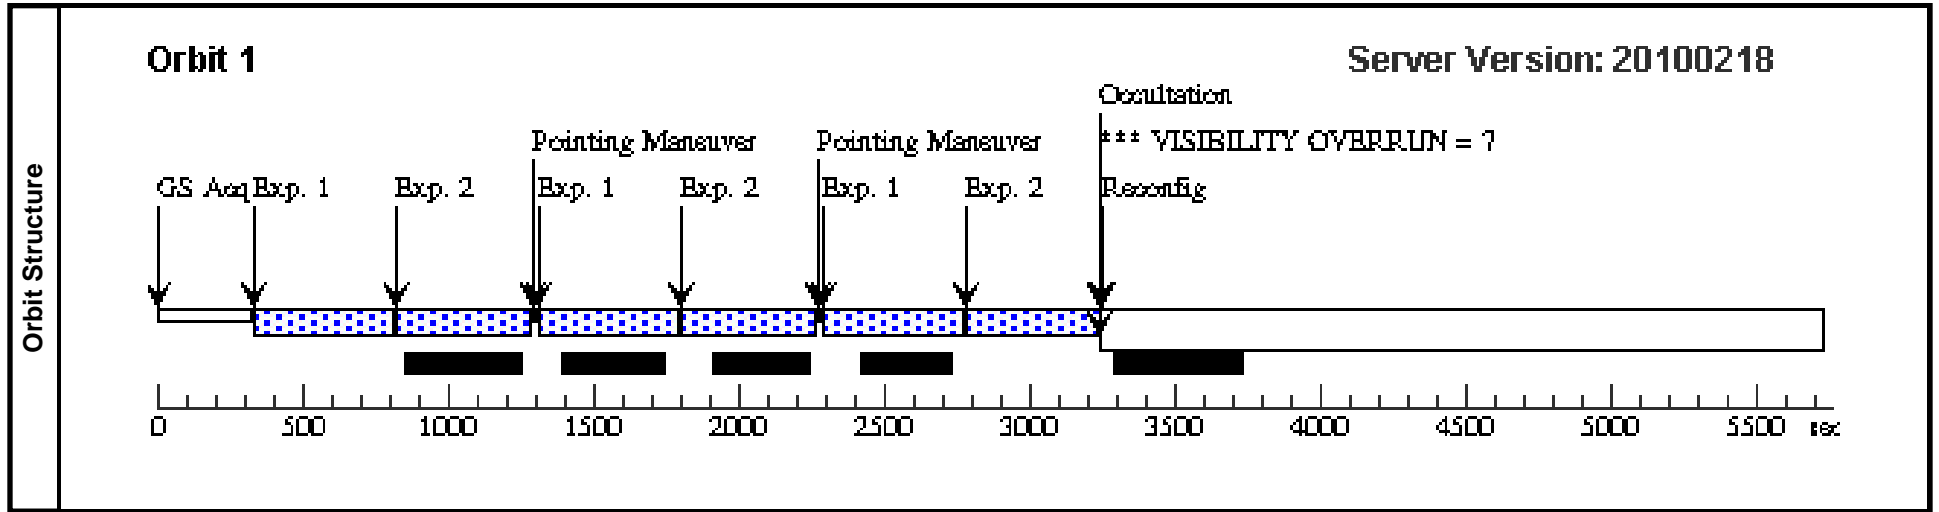 Orbit Structure
Orbit 1
Server Version: 20100218
Occultation
Pointing Maneuver Pointing Maneuver *** VISIBILITY OVERRUN = 7
GS Acq Exp. 1 Exp. 2 Exp. 1 Exp. 2 Exp. 1 Exp. 2 Reconfig
0 500 1000 1500 2000 2500 3000 3500 4000 4500 5000 5500 sec